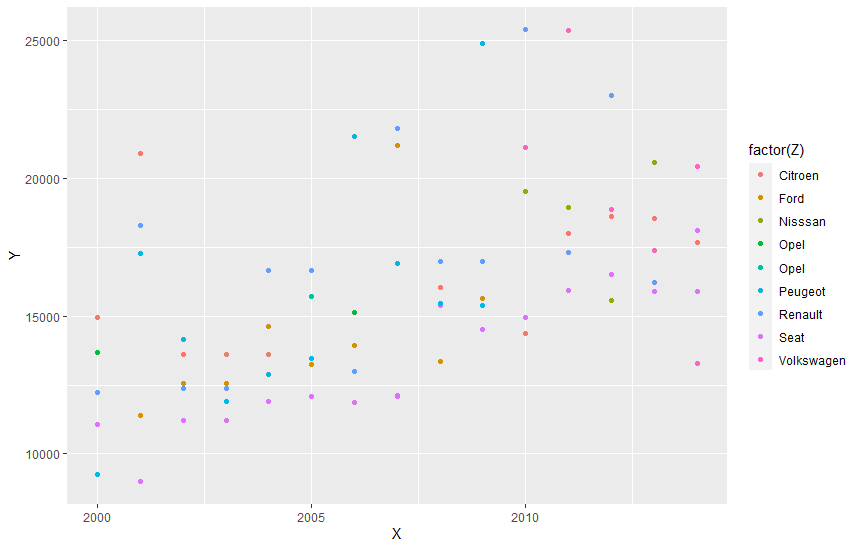 25000
20000
15000
10000
Y
2000
2005
2010
X
factor(Z)
Citroen
Ford
Nisssan
Opel
Opel
Peugeot
Renault
Seat
Volkswagen